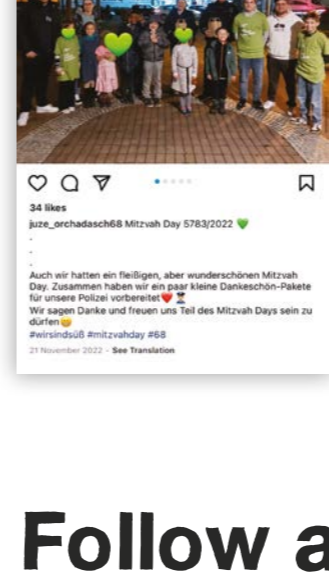 34 likes
juze_orchadasch68 Mitzvah Day 5783/2022 💚
.
.
.
Auch wir hatten ein fleißigen, aber wunderschönen Mitzvah
Day. Zusammen haben wir ein paar kleine Dankeschön-Pakete
für unsere Polizei vorbereitet❤️ 👮
Wir sagen Danke und freuen uns Teil des Mitzvah Days sein zu
dürfen😊
#wirsindsüß #mitzvahday #68
21 November 2022 · See Translation
Follow a